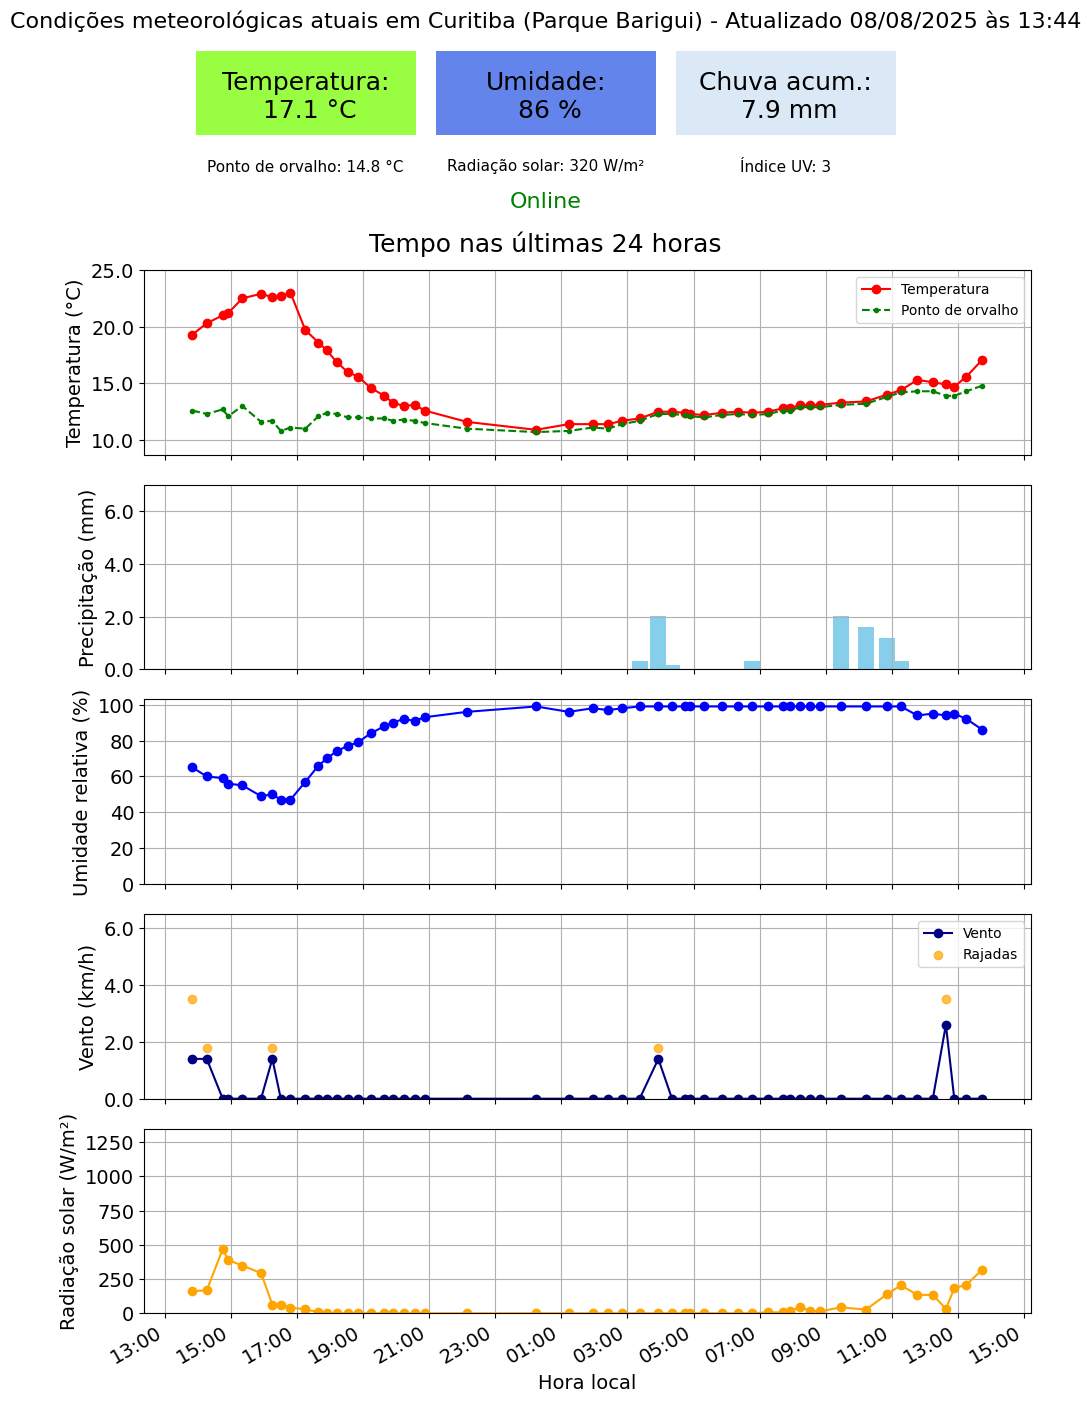 Condições meteorológicas atuais em Curitiba (Parque Barigui) - Atualizado 08/08/2025 às 13:44
Temperatura:
17.1 °C
Umidade:
86 %
Chuva acum.:
7.9 mm
Ponto de orvalho: 14.8 °C
Radiação solar: 320 W/m²
Índice UV: 3
Online
Tempo nas últimas 24 horas
Temperatura (°C)
25.0
20.0
15.0
10.0
Temperatura
Ponto de orvalho
Precipitação (mm)
6.0
4.0
2.0
0.0
Umidade relativa (%)
100
80
60
40
20
0
Vento (km/h)
6.0
4.0
2.0
0.0
Vento
Rajadas
Radiação solar (W/m²)
1250
1000
750
500
250
0
13:00
15:00
17:00
19:00
21:00
23:00
01:00
03:00
05:00
07:00
09:00
11:00
13:00
15:00
Hora local